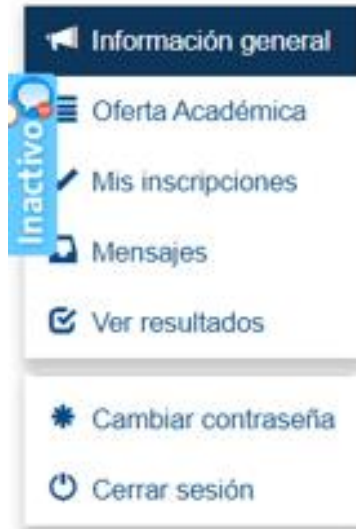 Información general
Oferta Académica
Mis inscripciones
Mensajes
Ver resultados
Cambiar contraseña
Cerrar sesión
Inactivo